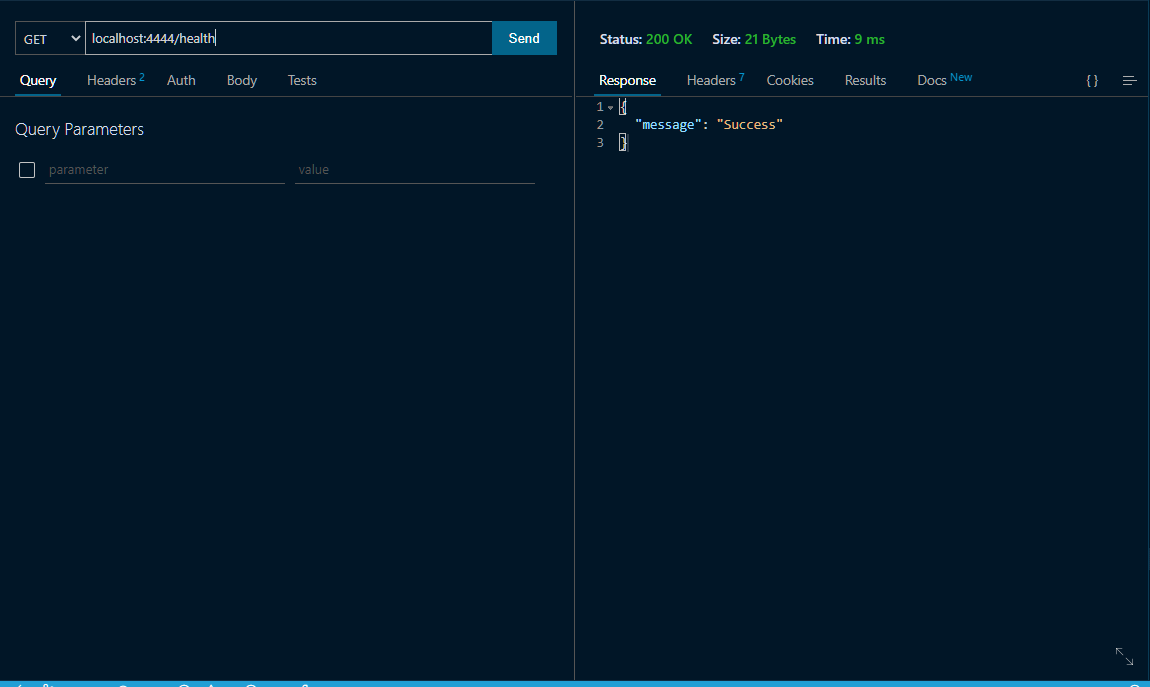 GET localhost:4444/health Send
Query Headers 2 Auth Body Tests
Query Parameters
parameter value
Status: 200 OK Size: 21 Bytes Time: 9 ms
Response Headers 7 Cookies Results Docs New {}
1 {
2 "message": "Success"
3 }